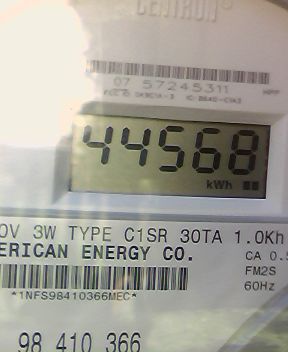 CENTRON
07 57245311
44568
kWh
0V 3W TYPE C1SR 30TA 1.0Kh
ERICAN ENERGY CO. CA 0.5
FM2S
*1NFS98410366MEC* 60Hz
98 410 366